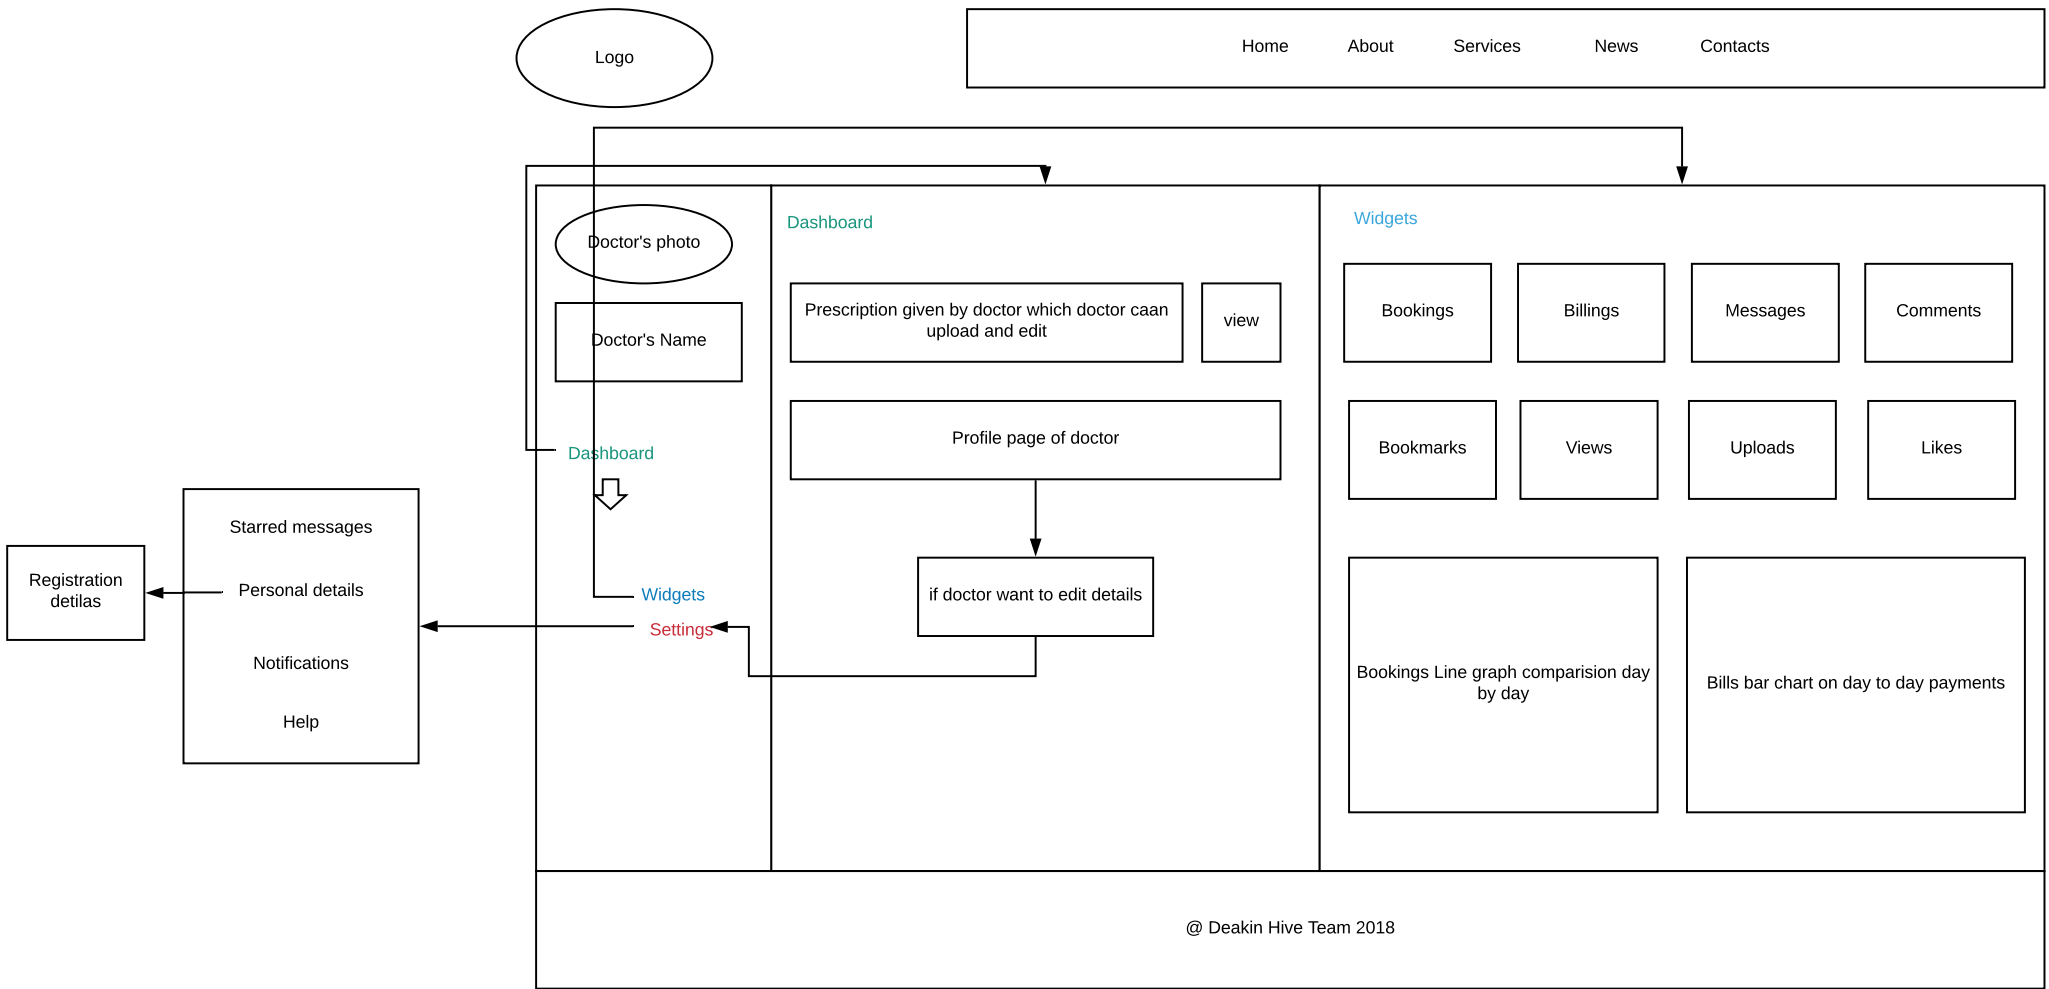 Logo
Home
About
Services
News
Contacts
Doctor's photo
Doctor's Name
Dashboard
Widgets
Settings
Starred messages
Personal details
Notifications
Help
Registration
detilas
Dashboard
Prescription given by doctor which doctor caan
upload and edit
view
Profile page of doctor
if doctor want to edit details
Widgets
Bookings
Billings
Messages
Comments
Bookmarks
Views
Uploads
Likes
Bookings Line graph comparision day
by day
Bills bar chart on day to day payments
@ Deakin Hive Team 2018